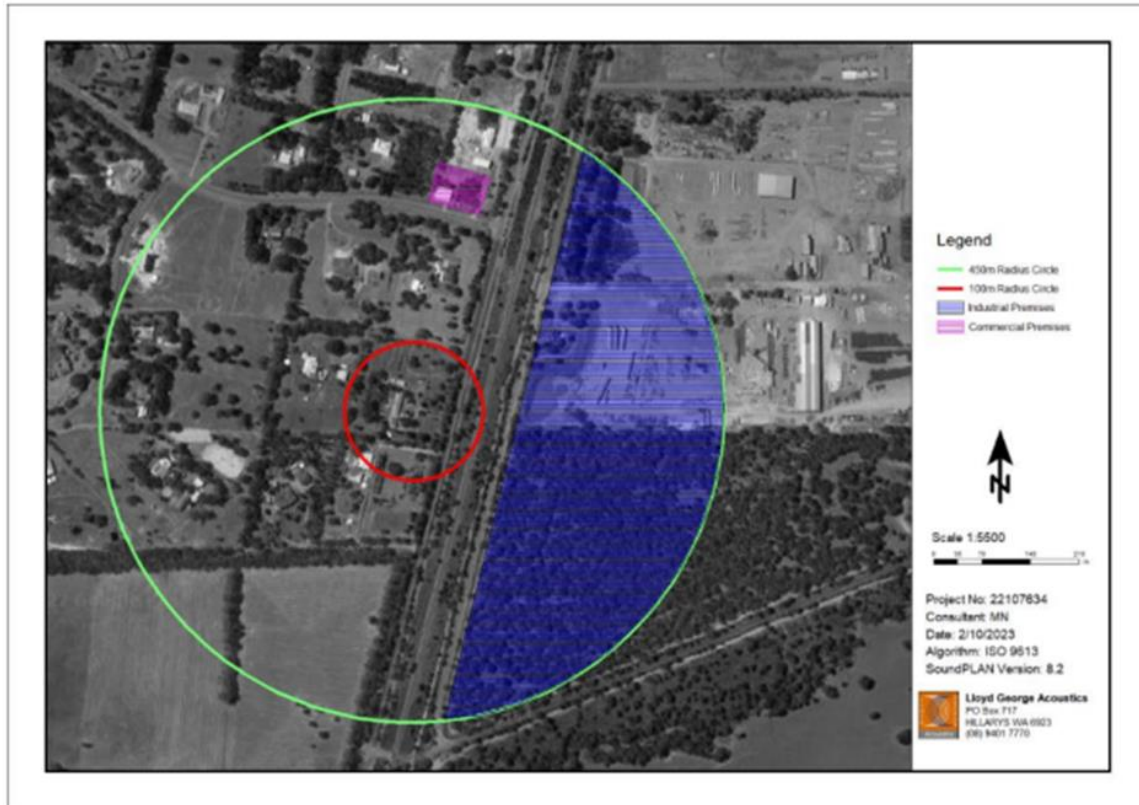 Legend
450m Radius Circle
100m Radius Circle
Industrial Premises
Commercial Premises
N
Scale 1:5500
0
140
m
Project No: 22107634
Consultant: MN
Date: 2/10/2023
Algorithm: ISO 9613
SoundPLAN Version: 8.2
Lloyd George Acoustics
PO Box 717
HILLARYS WA 6923
(08) 9401 7770